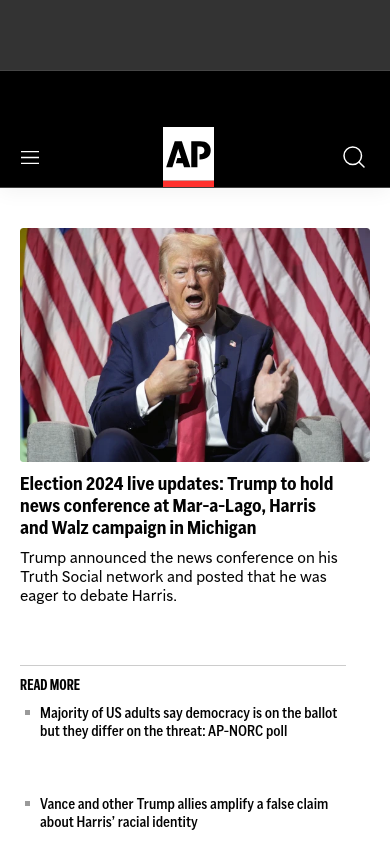 AP
Election 2024 live updates: Trump to hold
news conference at Mar-a-Lago, Harris
and Walz campaign in Michigan
Trump announced the news conference on his
Truth Social network and posted that he was
eager to debate Harris.
READ MORE
Majority of US adults say democracy is on the ballot
but they differ on the threat: AP-NORC poll
Vance and other Trump allies amplify a false claim
about Harris’ racial identity